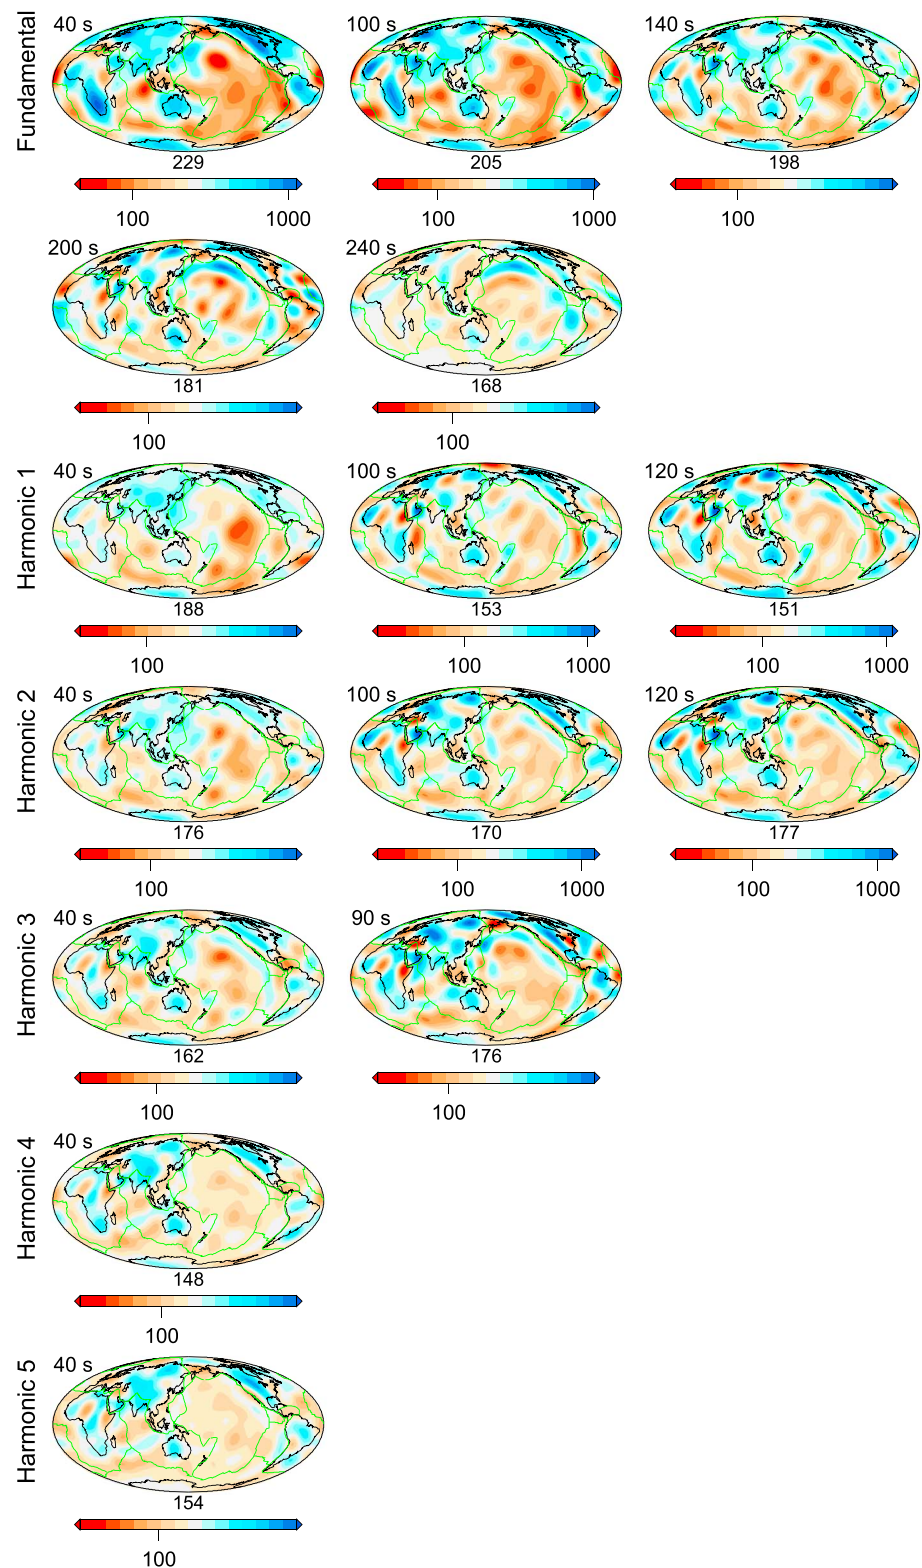 Fundamental
40 s 100 s 140 s
229 205 198
100 1000 100 1000 100
200 s 240 s
181 168
100 100
Harmonic 1
40 s 100 s 120 s
188 153 151
100 100 1000 100 1000
Harmonic 2
40 s 100 s 120 s
176 170 177
100 100 1000 100 1000
Harmonic 3
40 s 90 s
162 176
100 100
Harmonic 4
40 s
148
100
Harmonic 5
40 s
154
100